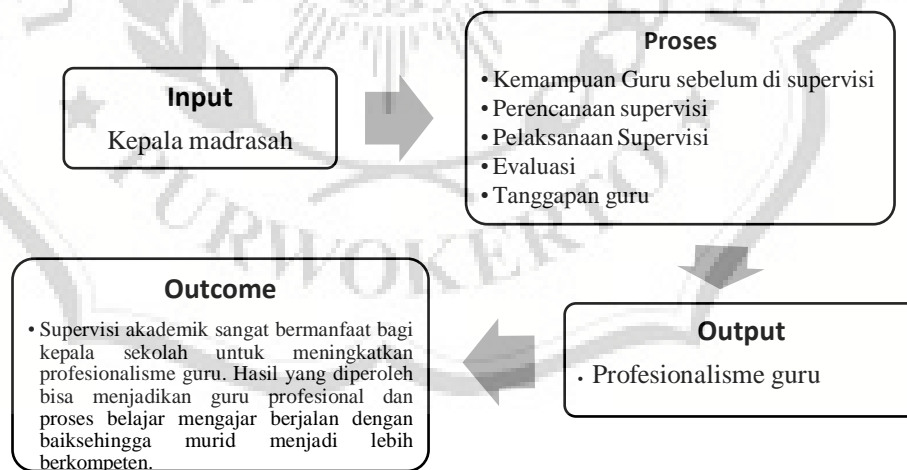 Input
Kepala madrasah
Proses
• Kemampuan Guru sebelum di supervisi
• Perencanaan supervisi
• Pelaksanaan Supervisi
• Evaluasi
• Tanggapan guru
Output
• Profesionalisme guru
Outcome
• Supervisi akademik sangat bermanfaat bagi
kepala sekolah untuk meningkatkan
profesionalisme guru. Hasil yang diperoleh
bisa menjadikan guru profesional dan
proses belajar mengajar berjalan dengan
baiksehingga murid menjadi lebih
berkompeten.
PURWOKERTO